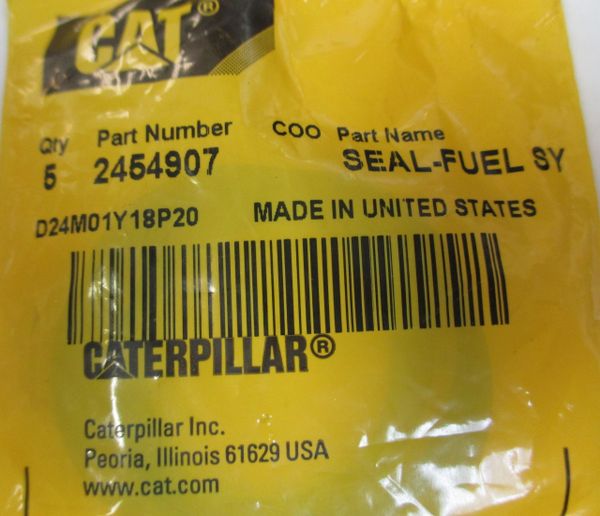 CAT®
Qty Part Number COO Part Name
5 2454907 SEAL-FUEL SY
D24M01Y18P20 MADE IN UNITED STATES
CATERPILLAR®
Caterpillar Inc.
Peoria, Illinois 61629 USA
www.cat.com